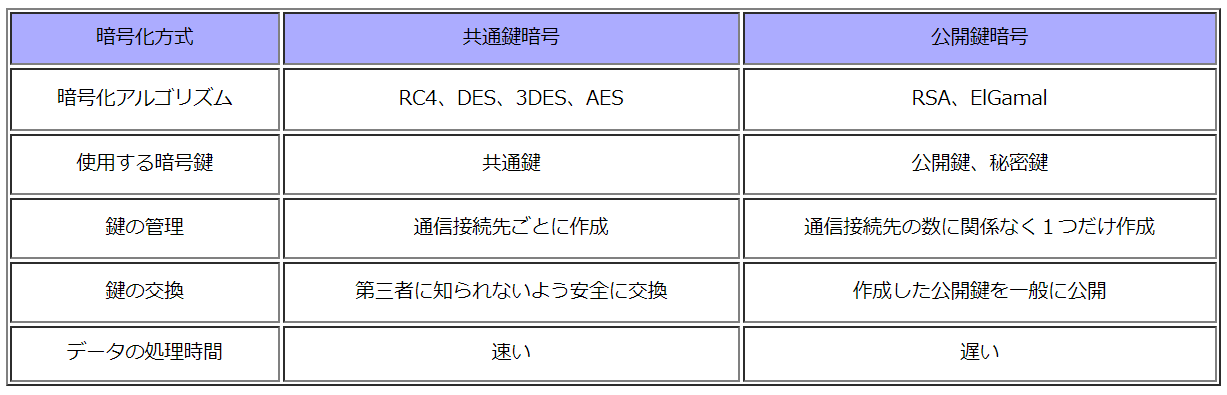 暗号化方式 共通鍵暗号 公開鍵暗号
暗号化アルゴリズム RC4、DES、3DES、AES RSA、ElGamal
使用する暗号鍵 共通鍵 公開鍵、秘密鍵
鍵の管理 通信接続先ごとに作成 通信接続先の数に関係なく１つだけ作成
鍵の交換 第三者に知られないよう安全に交換 作成した公開鍵を一般に公開
データの処理時間 速い 遅い